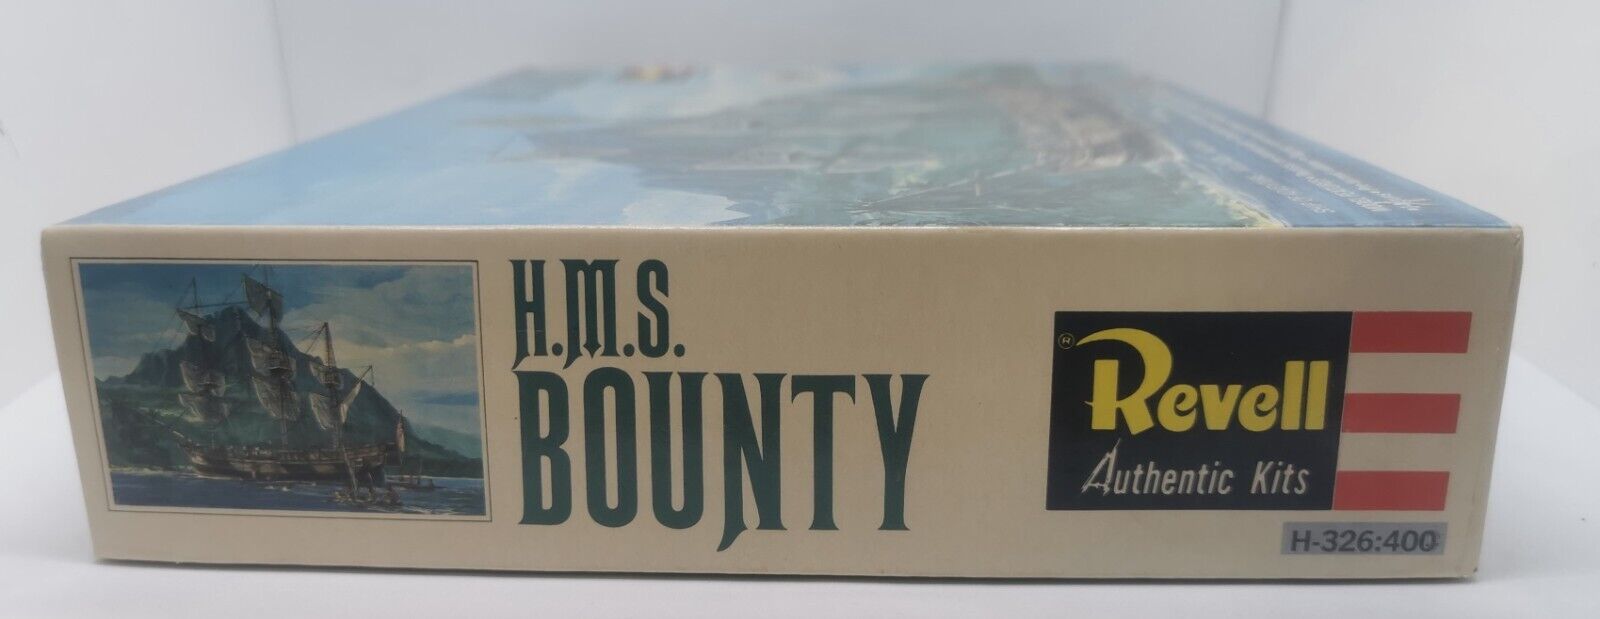 H.M.S.
BOUNTY
® Revell
Authentic Kits
H-326:400